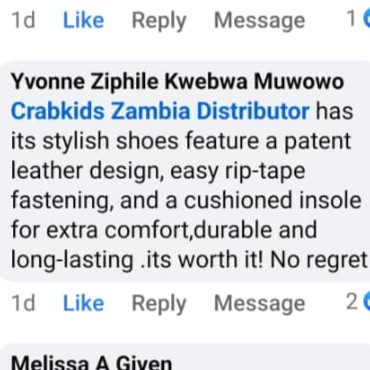 1d Like Reply Message 1
Yvonne Ziphile Kwebwa Muwowo
Crabkids Zambia Distributor has
its stylish shoes feature a patent
leather design, easy rip-tape
fastening, and a cushioned insole
for extra comfort,durable and
long-lasting .its worth it! No regret
1d Like Reply Message 2
Melissa A Given